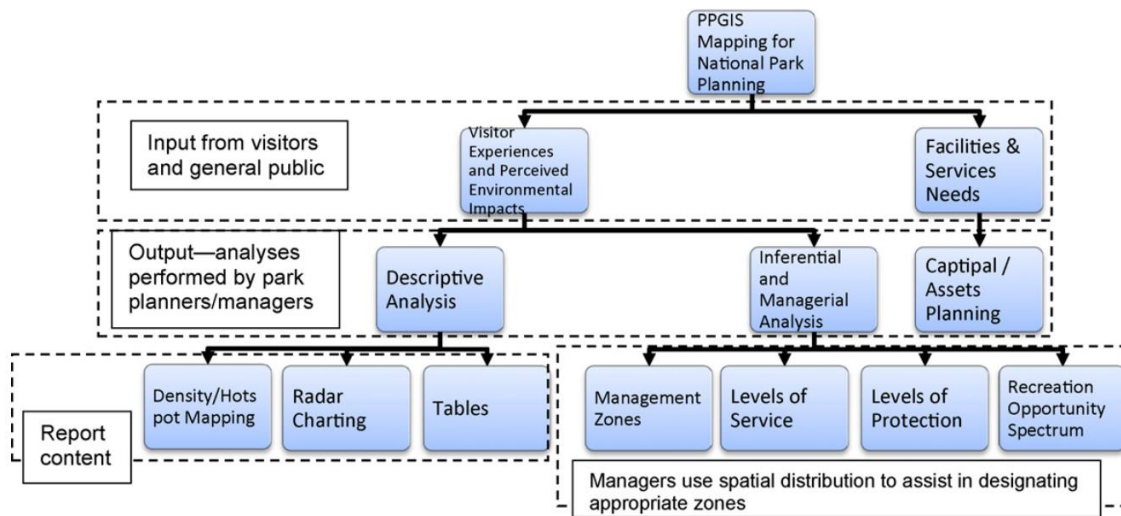 PPGIS
Mapping for
National Park
Planning
Input from visitors
and general public
Visitor
Experiences
and Perceived
Environmental
Impacts
Facilities &
Services
Needs
Output—analyses
performed by park
planners/managers
Descriptive
Analysis
Inferential
and
Managerial
Analysis
Captipal /
Assets
Planning
Report
content
Density/Hots
pot Mapping
Radar
Charting
Tables
Management
Zones
Levels of
Service
Levels of
Protection
Recreation
Opportunity
Spectrum
Managers use spatial distribution to assist in designating
appropriate zones